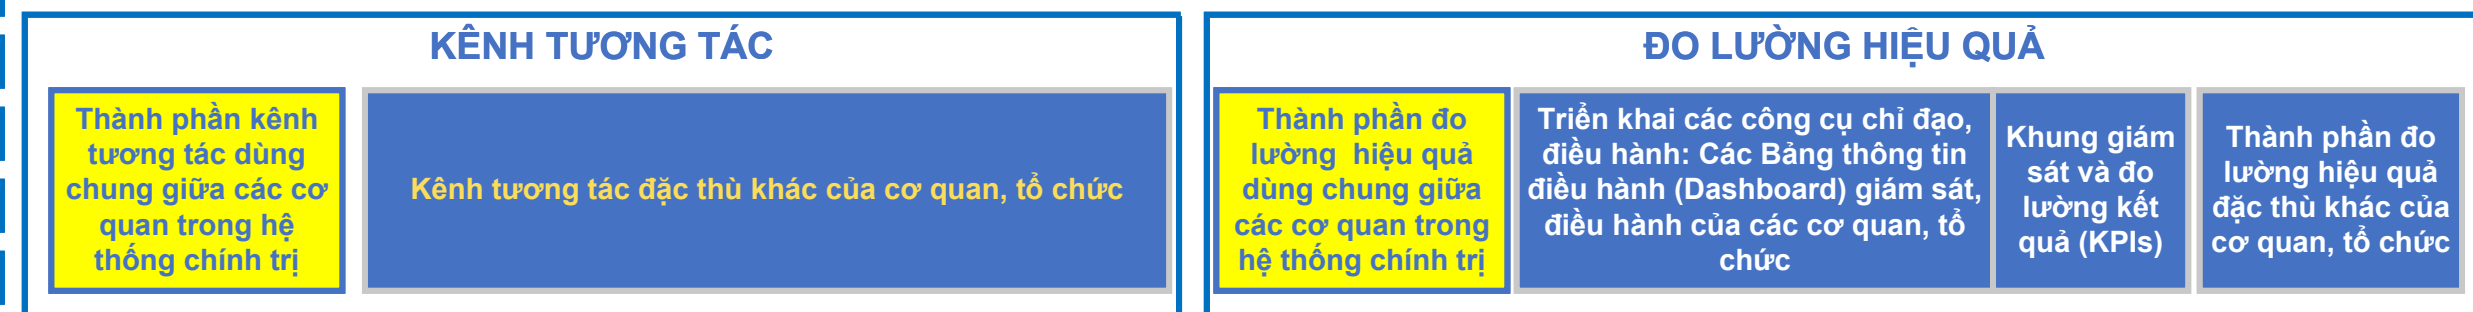 KÊNH TƯƠNG TÁC
Thành phần kênh
tương tác dùng
chung giữa các cơ
quan trong hệ
thống chính trị
Kênh tương tác đặc thù khác của cơ quan, tổ chức
ĐO LƯỜNG HIỆU QUẢ
Thành phần đo
lường hiệu quả
dùng chung giữa
các cơ quan trong
hệ thống chính trị
Triển khai các công cụ chỉ đạo,
điều hành: Các Bảng thông tin
điều hành (Dashboard) giám sát,
điều hành của các cơ quan, tổ
chức
Khung giám
sát và đo
lường kết
quả (KPIs)
Thành phần đo
lường hiệu quả
đặc thù khác của
cơ quan, tổ chức